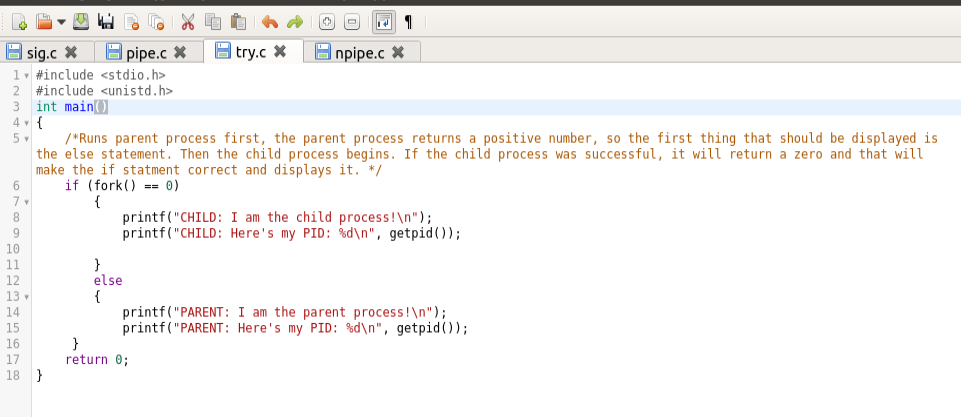 sig.c
pipe.c
try.c
npipe.c
1 #include <stdio.h>
2 #include <unistd.h>
3 int main()
4 {
5 /*Runs parent process first, the parent process returns a positive number, so the first thing that should be displayed is
the else statement. Then the child process begins. If the child process was successful, it will return a zero and that will
make the if statment correct and displays it. */
6 if (fork() == 0)
7 {
8 printf("CHILD: I am the child process!\n");
9 printf("CHILD: Here's my PID: %d\n", getpid());
10
11 }
12 else
13 {
14 printf("PARENT: I am the parent process!\n");
15 printf("PARENT: Here's my PID: %d\n", getpid());
16 }
17 return 0;
18 }